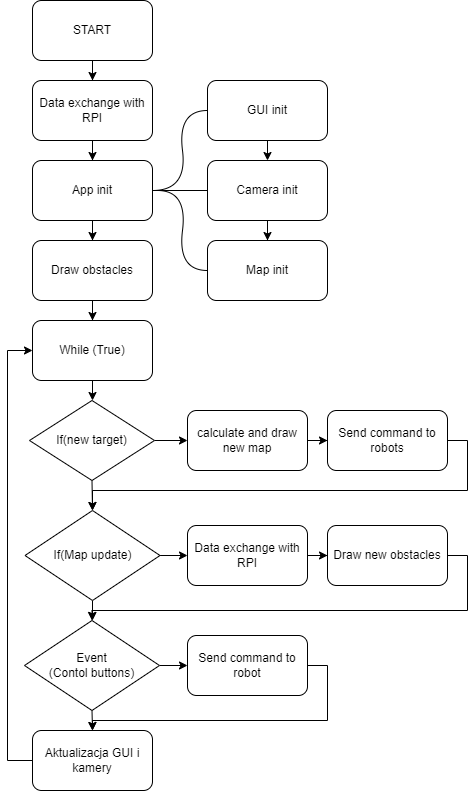 START
Data exchange with
RPI
GUI init
App init
Camera init
Draw obstacles
Map init
While (True)
If(new target)
calculate and draw
new map
Send command to
robots
If(Map update)
Data exchange with
RPI
Draw new obstacles
Event
(Contol buttons)
Send command to
robot
Aktualizacja GUI i
kamery